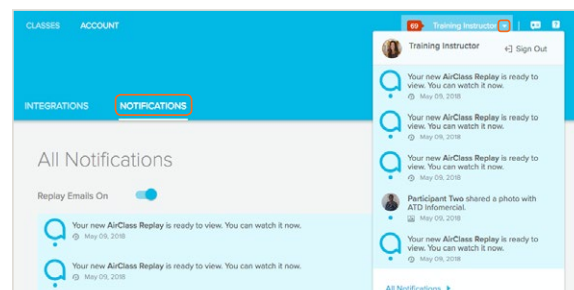 CLASSES ACCOUNT
69 Training Instructor
Training Instructor
Sign Out
Your new AirClass Replay is ready to
view. You can watch it now.
May 09, 2018
Your new AirClass Replay is ready to
view. You can watch it now.
May 09, 2018
Your new AirClass Replay is ready to
view. You can watch it now.
May 09, 2018
Participant Two shared a photo with
ATD Infomercial.
May 09, 2018
Your new AirClass Replay is ready to
view. You can watch it now.
May 09, 2018
All Notifications
INTEGRATIONS NOTIFICATIONS
All Notifications
Replay Emails On
Your new AirClass Replay is ready to view. You can watch it now.
May 09, 2018
Your new AirClass Replay is ready to view. You can watch it now.
May 09, 2018